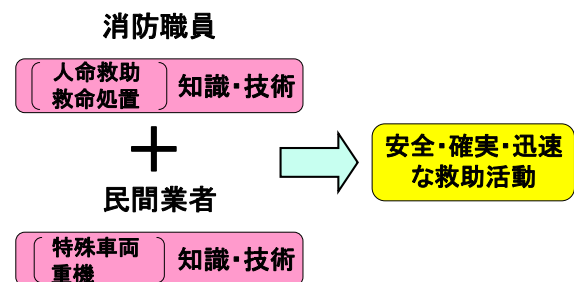 消防職員
人命救助
救命処置
知識・技術
＋
民間業者
特殊車両
重機
知識・技術
安全・確実・迅速
な救助活動